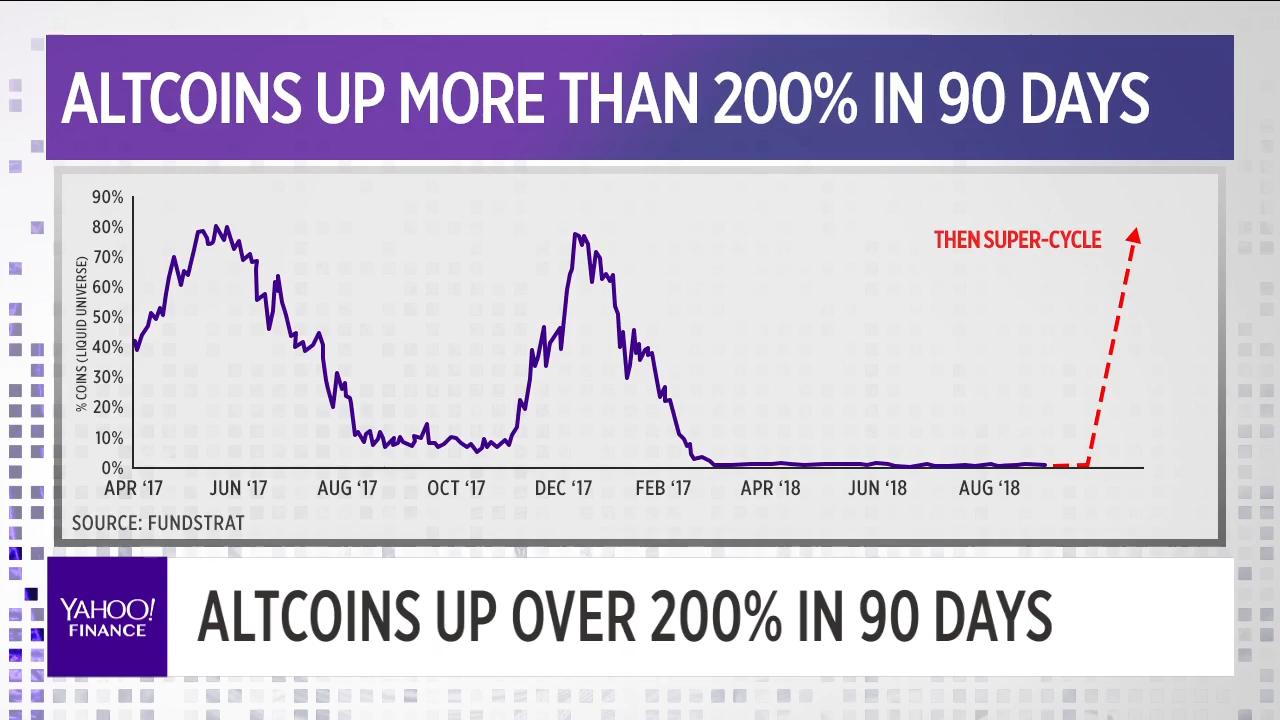 ALTCOINS UP MORE THAN 200% IN 90 DAYS
90%
80%
70%
60%
50%
40%
30%
20%
10%
0%
% COINS (LIQUID UNIVERSE)
THEN SUPER-CYCLE
APR ‘17 JUN ‘17 AUG ‘17 OCT ‘17 DEC ‘17 FEB ‘17 APR ‘18 JUN ‘18 AUG ‘18
SOURCE: FUNDSTRAT
YAHOO!
FINANCE
ALTCOINS UP OVER 200% IN 90 DAYS